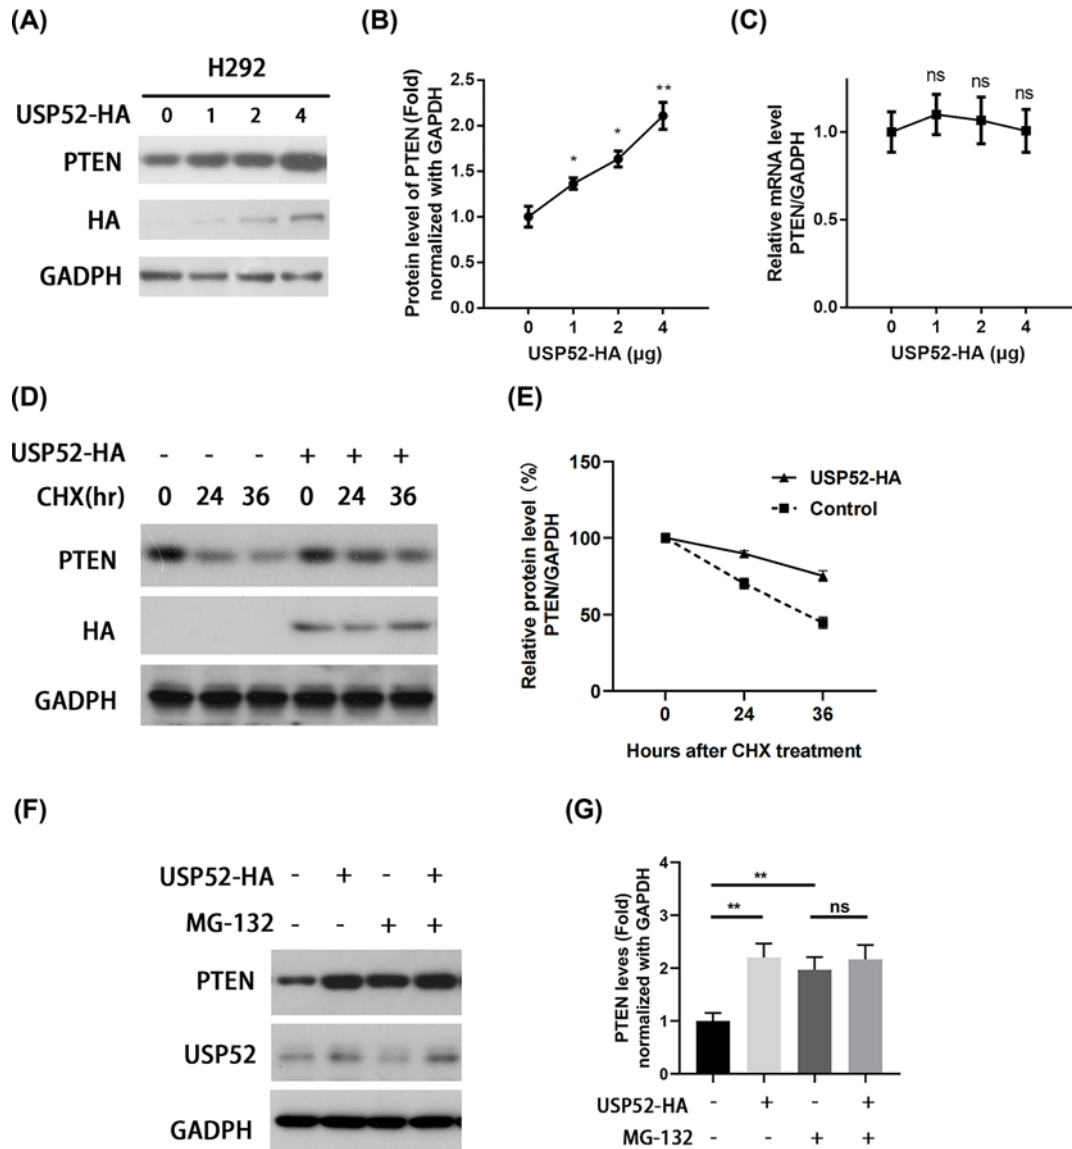 (A)
H292
USP52-HA 0 1 2 4
PTEN
HA
GADPH
(B)
Protein level of PTEN (Fold)
normalized with GAPDH
2.5
2.0
1.5
1.0
0.5
0.0
* * **
0 1 2 4
USP52-HA (μg)
(C)
Relative mRNA level
PTEN/GADPH
1.0
0.5
0.0
ns ns ns
0 1 2 4
USP52-HA (μg)
(D)
USP52-HA - - - + + +
CHX(hr) 0 24 36 0 24 36
PTEN
HA
GADPH
(E)
Relative protein level (%)
PTEN/GAPDH
150
100
50
0
USP52-HA
Control
0 24 36
Hours after CHX treatment
(F)
USP52-HA - + - +
MG-132 - - + +
PTEN
USP52
GADPH
(G)
PTEN leves (Fold)
normalized with GAPDH
4
3
2
1
0
**
** ns
USP52-HA - + - +
MG-132 - - + +